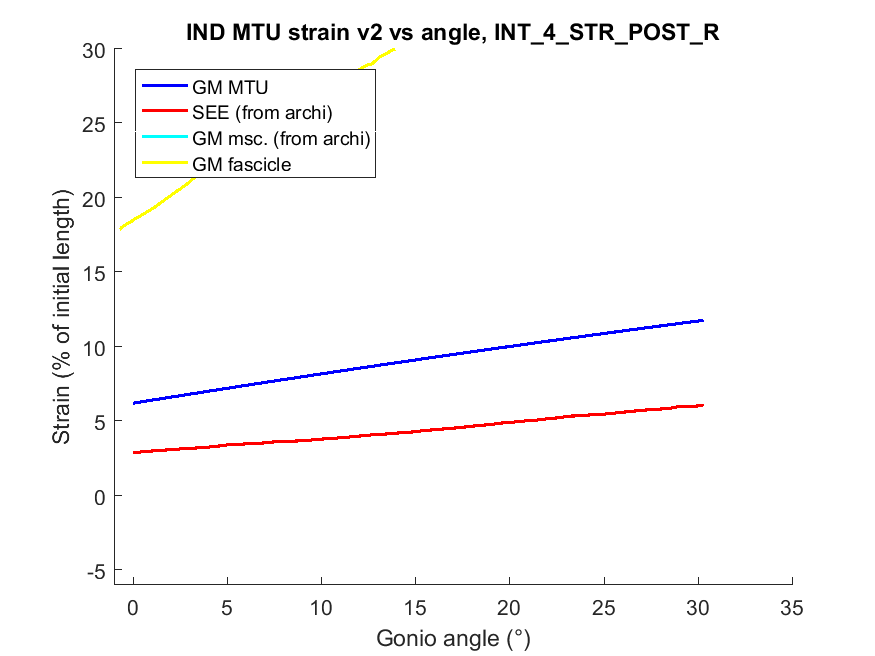 IND MTU strain v2 vs angle, INT_4_STR_POST_R
30
25
20
15
10
5
0
-5
Strain (% of initial length)
GM MTU
SEE (from archi)
GM msc. (from archi)
GM fascicle
0 5 10 15 20 25 30 35
Gonio angle (°)